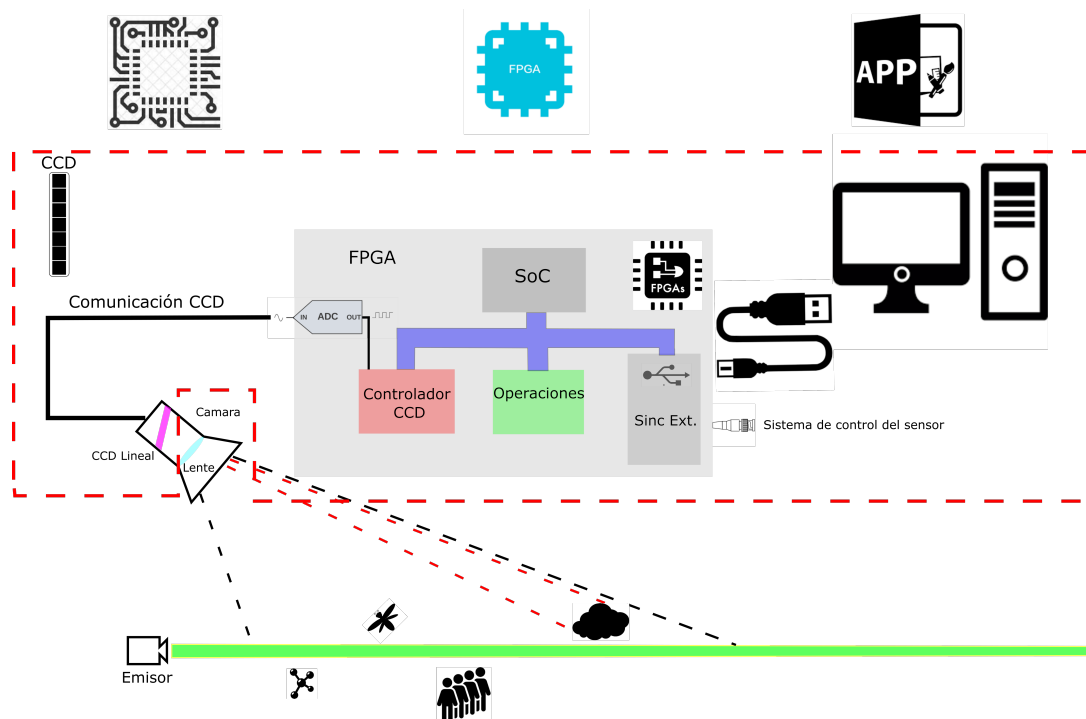 FPGA
APP
CCD
FPGA
SoC
FPGAs
Comunicación CCD
IN ADC OUT
Controlador
CCD
Operaciones
Sinc Ext.
Camara
CCD Lineal
Lente
Sistema de control del sensor
Emisor